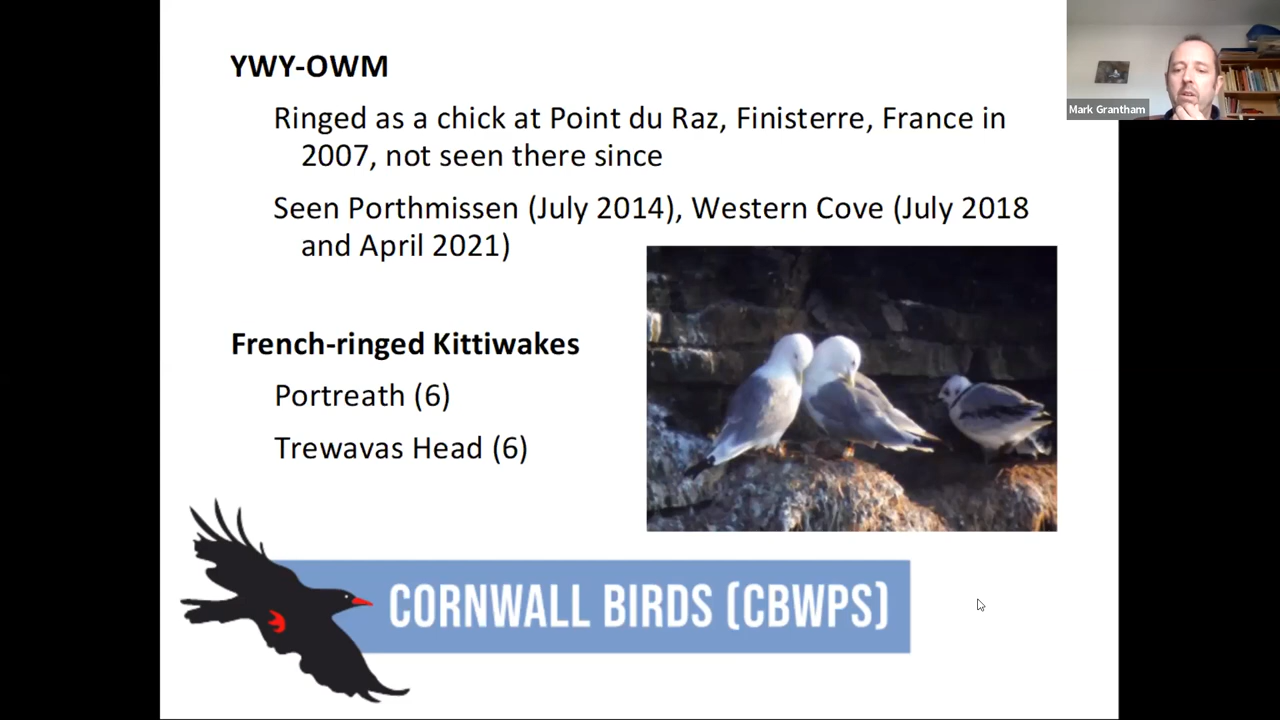 YWY-OWM
Ringed as a chick at Point du Raz, Finisterre, France in
2007, not seen there since
Seen Porthmissen (July 2014), Western Cove (July 2018
and April 2021)
French-ringed Kittiwakes
Portreath (6)
Trewavas Head (6)
CORNWALL BIRDS (CBWPS)
Mark Grantham